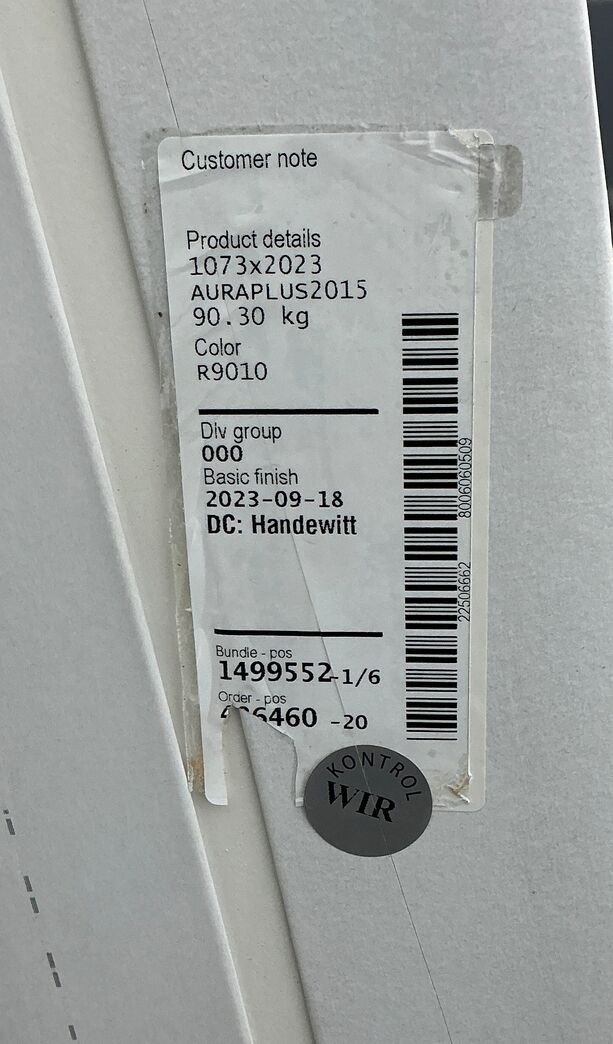 Customer note
Product details
1073x2023
AURAPLUS2015
90.30 kg
Color
R9010
Div group
000
Basic finish
2023-09-18
DC: Handewitt
Bundle - pos
1499552-1/6
Order - pos
6460 -20
8006060509
22506662
KONTROL
WIR